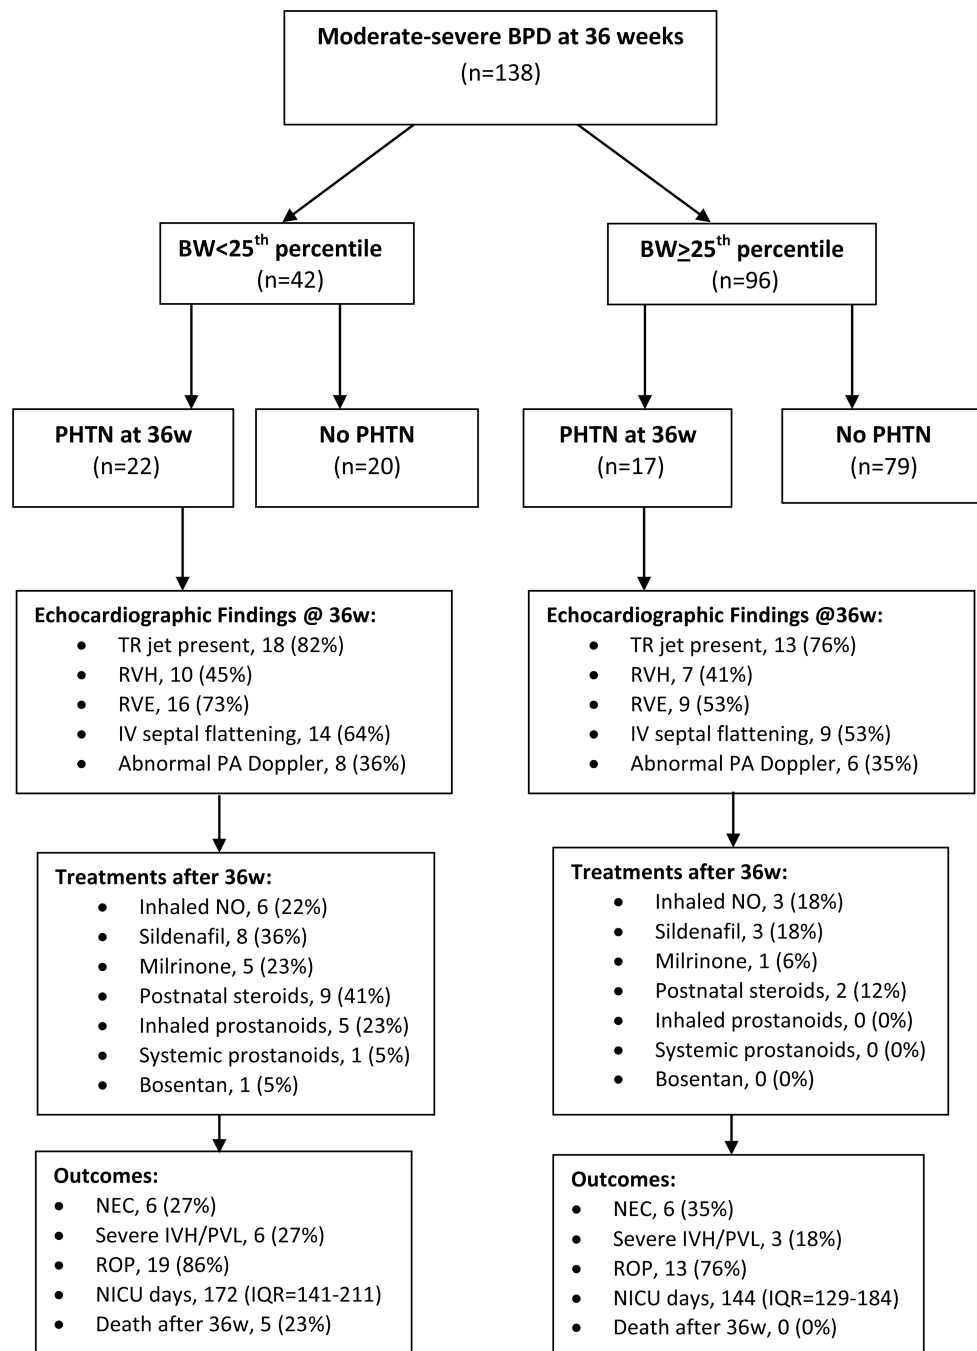 Moderate-severe BPD at 36 weeks
(n=138)
BW<25th percentile
(n=42)
BW≥25th percentile
(n=96)
PHTN at 36w
(n=22)
No PHTN
(n=20)
PHTN at 36w
(n=17)
No PHTN
(n=79)
Echocardiographic Findings @ 36w:
• TR jet present, 18 (82%)
• RVH, 10 (45%)
• RVE, 16 (73%)
• IV septal flattening, 14 (64%)
• Abnormal PA Doppler, 8 (36%)
Echocardiographic Findings @36w:
• TR jet present, 13 (76%)
• RVH, 7 (41%)
• RVE, 9 (53%)
• IV septal flattening, 9 (53%)
• Abnormal PA Doppler, 6 (35%)
Treatments after 36w:
• Inhaled NO, 6 (22%)
• Sildenafil, 8 (36%)
• Milrinone, 5 (23%)
• Postnatal steroids, 9 (41%)
• Inhaled prostanoids, 5 (23%)
• Systemic prostanoids, 1 (5%)
• Bosentan, 1 (5%)
Treatments after 36w:
• Inhaled NO, 3 (18%)
• Sildenafil, 3 (18%)
• Milrinone, 1 (6%)
• Postnatal steroids, 2 (12%)
• Inhaled prostanoids, 0 (0%)
• Systemic prostanoids, 0 (0%)
• Bosentan, 0 (0%)
Outcomes:
• NEC, 6 (27%)
• Severe IVH/PVL, 6 (27%)
• ROP, 19 (86%)
• NICU days, 172 (IQR=141-211)
• Death after 36w, 5 (23%)
Outcomes:
• NEC, 6 (35%)
• Severe IVH/PVL, 3 (18%)
• ROP, 13 (76%)
• NICU days, 144 (IQR=129-184)
• Death after 36w, 0 (0%)